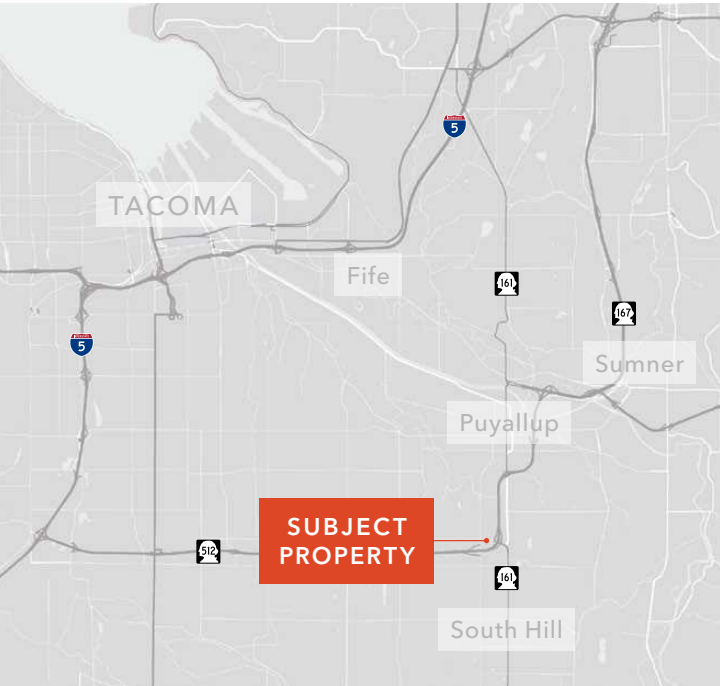 5
TACOMA
Fife
161
167
5
Sumner
Puyallup
SUBJECT
PROPERTY
512
161
South Hill